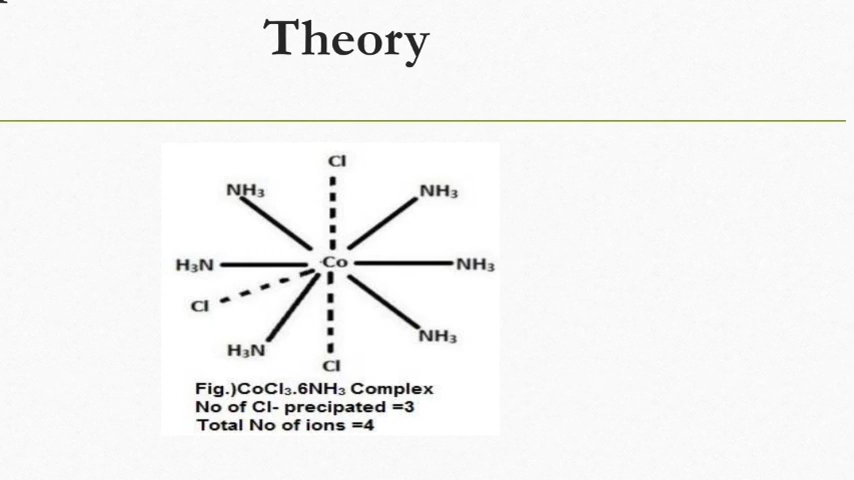 Theory
Cl
NH₃ NH₃
H₃N Co NH₃
Cl
H₃N NH₃
Cl
Fig.)CoCl₃.6NH₃ Complex
No of Cl- precipated =3
Total No of ions =4